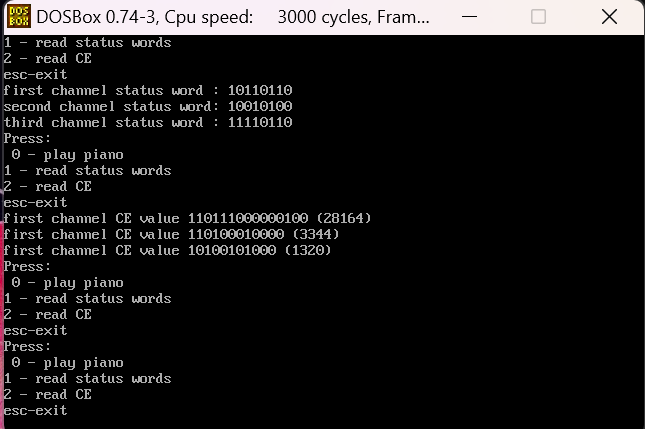 DOS
BOX
DOSBox 0.74-3, Cpu speed: 3000 cycles, Fram...
1 - read status words
2 - read CE
esc-exit
first channel status word : 10110110
second channel status word: 10010100
third channel status word : 11110110
Press:
 0 - play piano
1 - read status words
2 - read CE
esc-exit
first channel CE value 110111000000100 (28164)
first channel CE value 110100010000 (3344)
first channel CE value 10100101000 (1320)
Press:
 0 - play piano
1 - read status words
2 - read CE
esc-exit
Press:
 0 - play piano
1 - read status words
2 - read CE
esc-exit